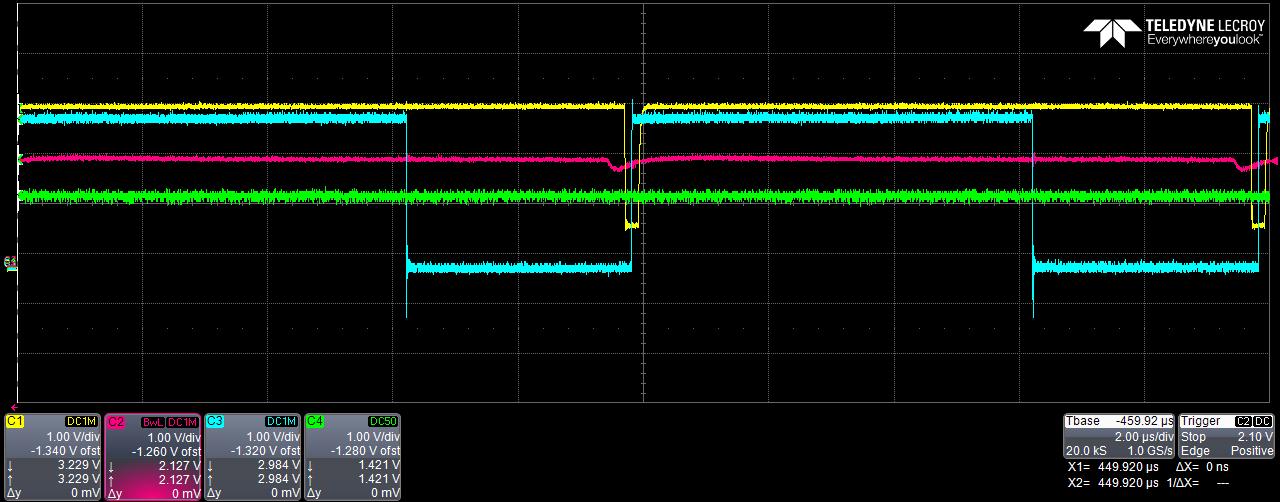 TELEDYNE LECROY
Everywhereyoulook™
C1 DC1M
1.00 V/div
-1.340 V ofst
↓ 3.229 V
↑ 3.229 V
Δy 0 mV
C2 BwL DC1M
1.00 V/div
-1.260 V ofst
↓ 2.127 V
↑ 2.127 V
Δy 0 mV
C3 DC1M
1.00 V/div
-1.320 V ofst
↓ 2.984 V
↑ 2.984 V
Δy 0 mV
C4 DC50
1.00 V/div
-1.280 V ofst
↓ 1.421 V
↑ 1.421 V
Δy 0 mV
Tbase -459.92 µs
2.00 µs/div
20.0 kS 1.0 GS/s
Trigger C2 DC
Stop 2.10 V
Edge Positive
X1= 449.920 µs ΔX= 0 ns
X2= 449.920 µs 1/ΔX= ---